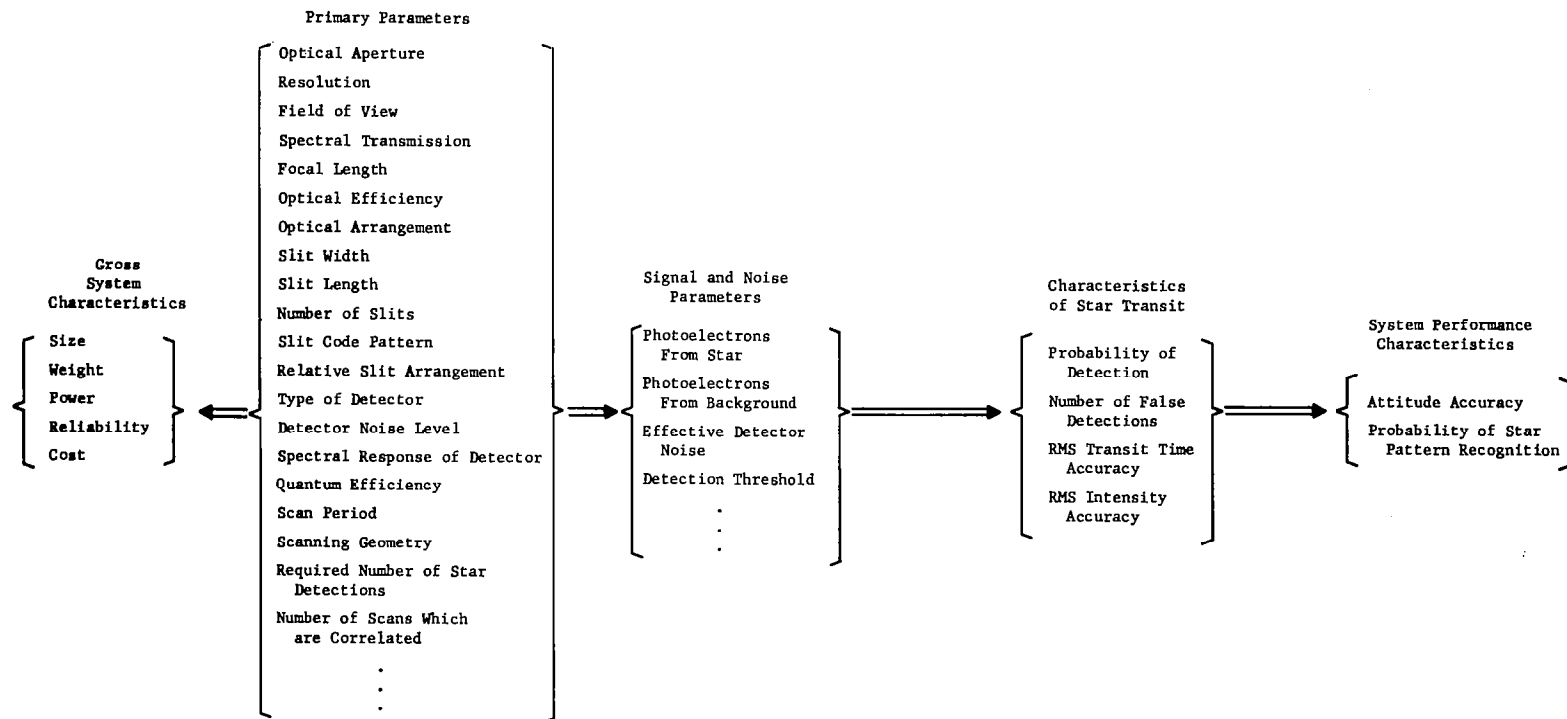 Primary Parameters
Optical Aperture
Resolution
Field of View
Spectral Transmission
Focal Length
Optical Efficiency
Optical Arrangement
Slit Width
Slit Length
Number of Slits
Slit Code Pattern
Relative Slit Arrangement
Type of Detector
Detector Noise Level
Spectral Response of Detector
Quantum Efficiency
Scan Period
Scanning Geometry
Required Number of Star
Detections
Number of Scans Which
are Correlated
.
.
.
Gross
System
Characteristics
Size
Weight
Power
Reliability
Cost
Signal and Noise
Parameters
Photoelectrons
From Star
Photoelectrons
From Background
Effective Detector
Noise
Detection Threshold
.
.
.
Characteristics
of Star Transit
Probability of
Detection
Number of False
Detections
RMS Transit Time
Accuracy
RMS Intensity
Accuracy
System Performance
Characteristics
Attitude Accuracy
Probability of Star
Pattern Recognition